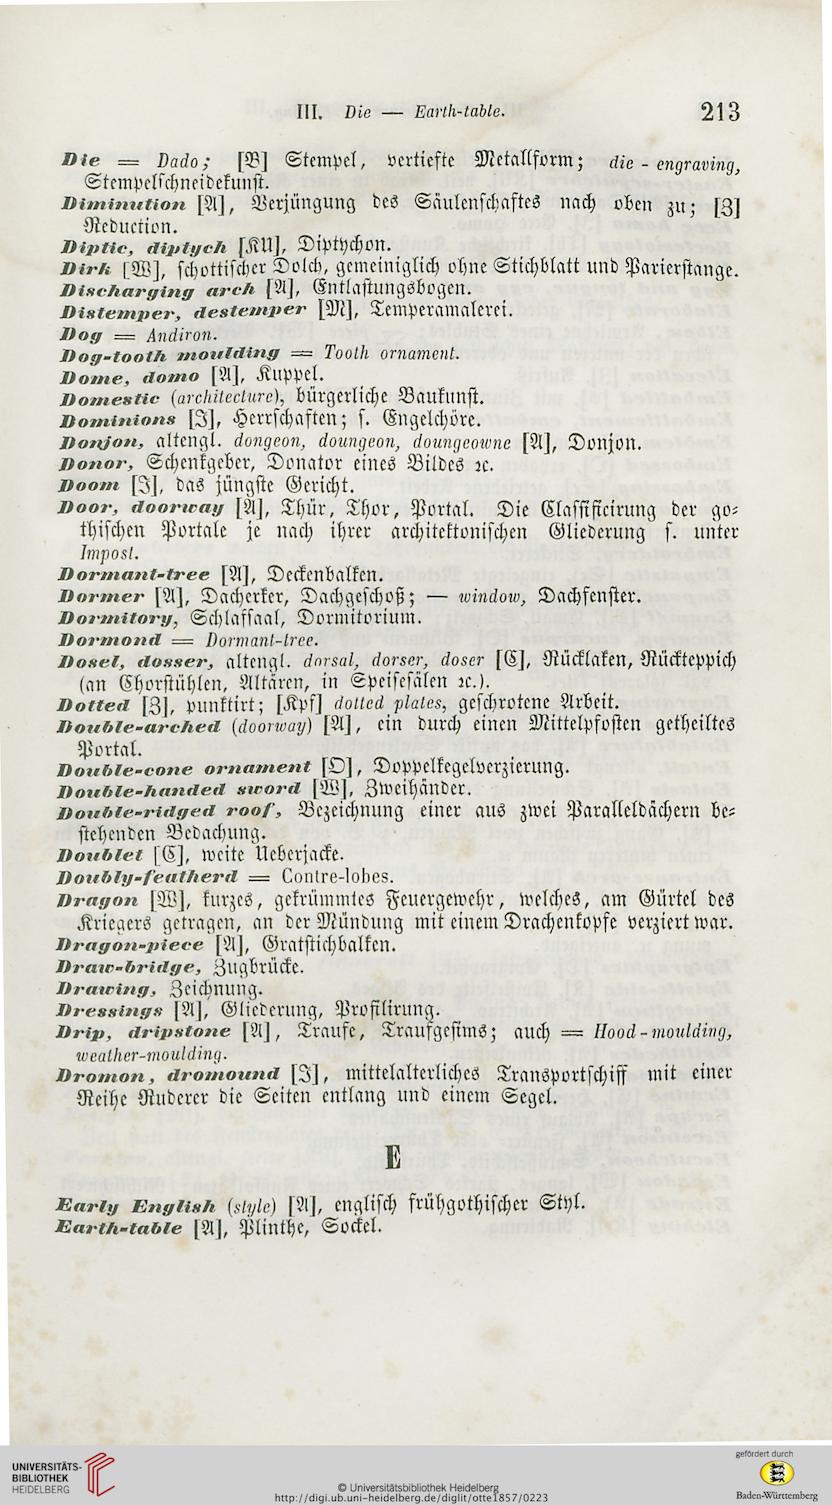 III. Die — Earth-table. 213
Die = Dado; [B] Stempel, vertiefte Metallform; die-engraving,
Stempelschneidekunst.
Diminution [A], Verjüngung des Säulenschaftes nach oben zu; [Z]
Reduction.
Diptic, diptych [KU], Diptychon.
Dirk [W], schottischer Dolch, gemeiniglich ohne Stichblatt und Parierstange.
Discharging arch [A], Entlastungsbogen.
Distemper, destemper [M], Temperamalerei.
Dog = Andiron.
Dog-tooth moulding = Tooth ornament.
Dome, domo [A], Kuppel.
Domestic (architecture), bürgerliche Baukunst.
Dominions [J], Herrschaften; s. Engelchöre.
Donjon, altengl. dongeon, doungeon, doungeowne [A], Donjon.
Donor, Schenkgeber, Donator eines Bildes ꝛc.
Doom [J], das jüngste Gericht.
Door, doorway [A], Thür, Thor, Portal. Die Classificirung der go-
thischen Portale je nach ihrer architektonischen Gliederung s. unter
Impost.
Dormant-tree [A], Deckenbalken.
Dormer [A], Dacherker, Dachgeschoß; — window, Dachfenster.
Dormitory, Schlafsaal, Dormitorium.
Dormond = Dormant-tree.
Dosel, dosser, altengl. dorsal, dorser, doser [C], Rücklaken, Rückteppich
(an Chorstühlen, Altären, in Speisesälen ꝛc.).
Dotted [Z], punktirt; [Kpf] dotted plates, geschrotene Arbeit.
Double-arched (doorway) [A], ein durch einen Mittelpfosten getheiltes
Portal.
Double-cone ornament [O], Doppelkegelverzierung.
Double-handed sword [W], Zweihänder.
Double-ridged roof, Bezeichnung einer aus zwei Paralleldächern be-
stehenden Bedachung.
Doublet [C], weite Ueberjacke.
Doubly-featherd = Contre-lobes.
Dragon [W], kurzes, gekrümmtes Feuergewehr, welches, am Gürtel des
Kriegers getragen, an der Mündung mit einem Drachenkopfe verziert war.
Dragon-piece [A], Gratstichbalken.
Draw-bridge, Zugbrücke.
Drawing, Zeichnung.
Dressings [A], Gliederung, Profilirung.
Drip, dripstone [A], Traufe, Traufgesims; auch = Hood-moulding,
weather-moulding.
Dromon, dromound [J], mittelalterliches Transportschiff mit einer
Reihe Ruderer die Seiten entlang und einem Segel.
E
Early English (style) [A], englisch frühgothischer Styl.
Earth-table [A], Plinthe, Sockel.
UNIVERSITÄTS-
BIBLIOTHEK
HEIDELBERG
© Universitätsbibliothek Heidelberg
http://digi.ub.uni-heidelberg.de/diglit/otte1857/0223
gefördert durch
Baden-Württemberg